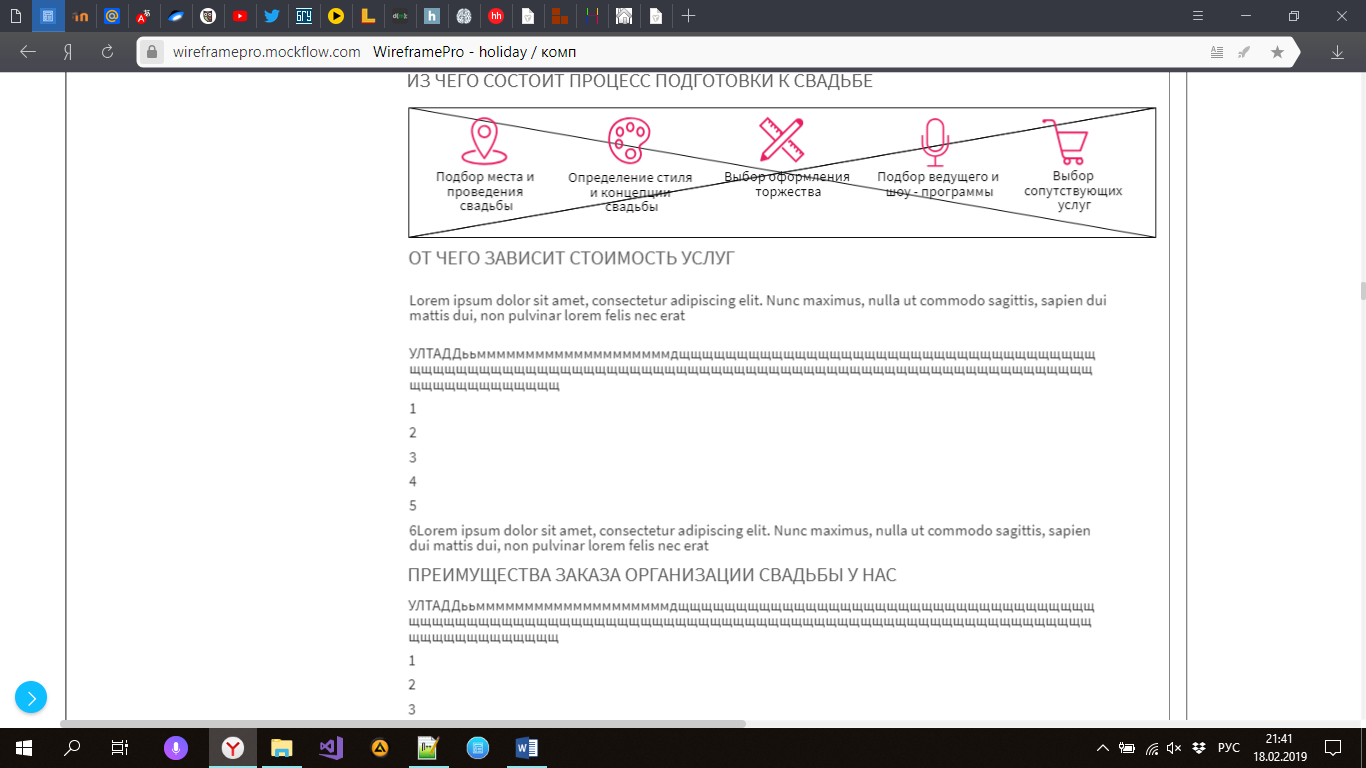 wireframepro.mockflow.com WireframePro - holiday / комп
ИЗ ЧЕГО СОСТОИТ ПРОЦЕСС ПОДГОТОВКИ К СВАДЬБЕ
Подбор места и
проведения
свадьбы
Определение стиля
и концепции
свадьбы
Выбор оформления
торжества
Подбор ведущего и
шоу - программы
Выбор
сопутствующих
услуг
ОТ ЧЕГО ЗАВИСИТ СТОИМОСТЬ УСЛУГ
Lorem ipsum dolor sit amet, consectetur adipiscing elit. Nunc maximus, nulla ut commodo sagittis, sapien dui
mattis dui, non pulvinar lorem felis nec erat
1
2
3
4
5
6Lorem ipsum dolor sit amet, consectetur adipiscing elit. Nunc maximus, nulla ut commodo sagittis, sapien
dui mattis dui, non pulvinar lorem felis nec erat
ПРЕИМУЩЕСТВА ЗАКАЗА ОРГАНИЗАЦИИ СВАДЬБЫ У НАС
1
2
3
РУС
21:41
18.02.2019